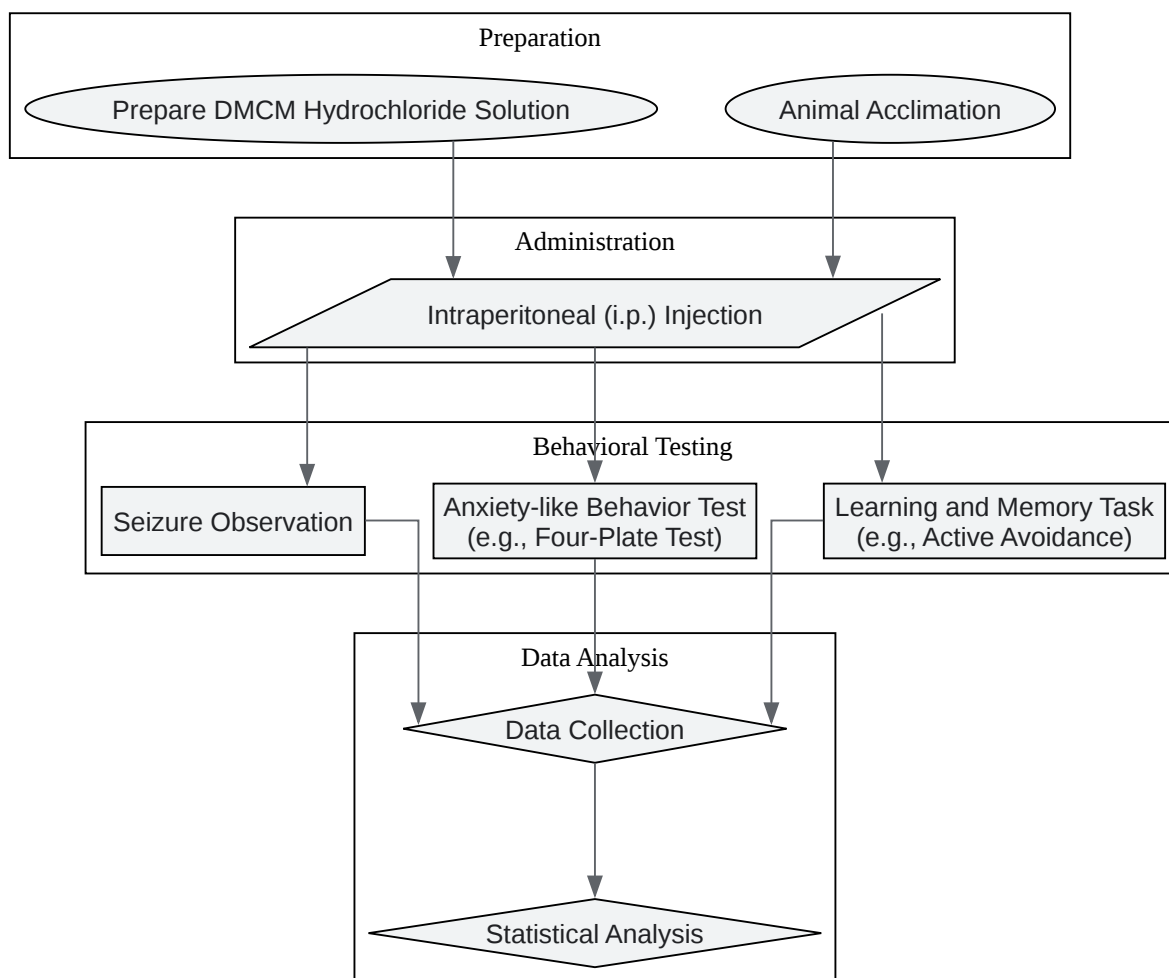 Preparation
Prepare DMCM Hydrochloride Solution
Animal Acclimation
Administration
Intraperitoneal (i.p.) Injection
Behavioral Testing
Seizure Observation
Anxiety-like Behavior Test
(e.g., Four-Plate Test)
Learning and Memory Task
(e.g., Active Avoidance)
Data Analysis
Data Collection
Statistical Analysis